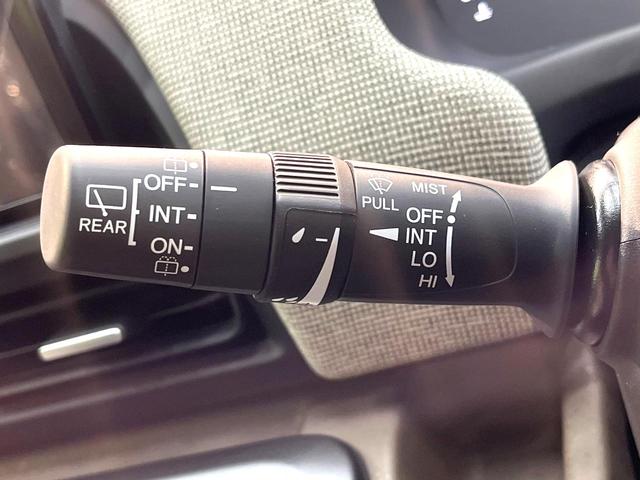 REAR
OFF
INT
ON
PULL
MIST
OFF
INT
LO
HI